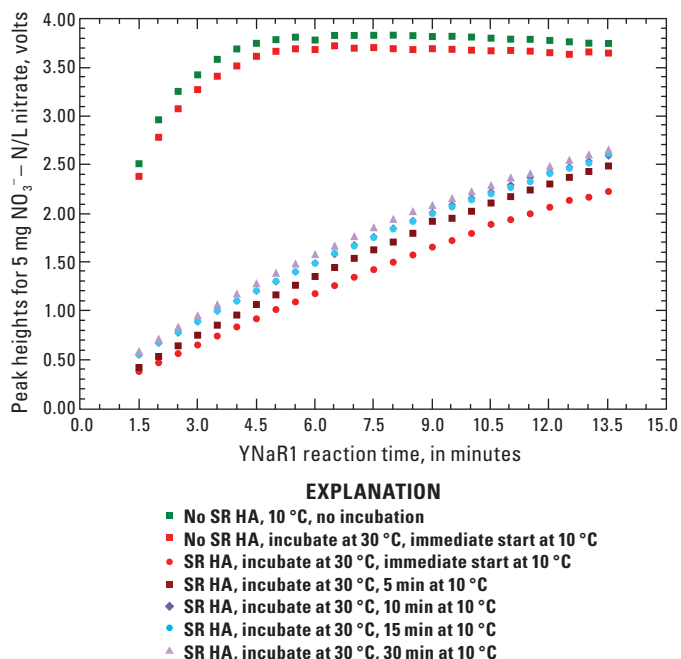 4.00
3.50
3.00
2.50
2.00
1.50
1.00
0.50
0.00
Peak heights for 5 mg NO₃⁻ – N/L nitrate, volts
0.0 1.5 3.0 4.5 6.0 7.5 9.0 10.5 12.0 13.5 15.0
YNaR1 reaction time, in minutes
EXPLANATION
No SR HA, 10 °C, no incubation
No SR HA, incubate at 30 °C, immediate start at 10 °C
SR HA, incubate at 30 °C, immediate start at 10 °C
SR HA, incubate at 30 °C, 5 min at 10 °C
SR HA, incubate at 30 °C, 10 min at 10 °C
SR HA, incubate at 30 °C, 15 min at 10 °C
SR HA, incubate at 30 °C, 30 min at 10 °C